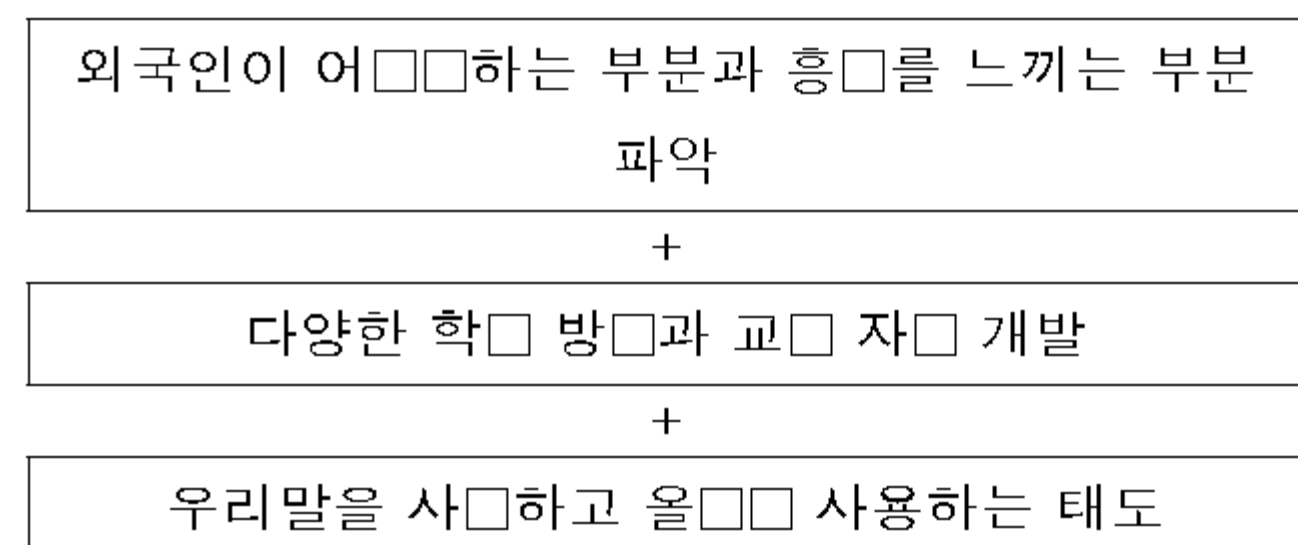 외국인이 어□□하는 부분과 흥□를 느끼는 부분
파악
+
다양한 학□ 방□과 교□ 자□ 개발
+
우리말을 사□하고 올□□ 사용하는 태도